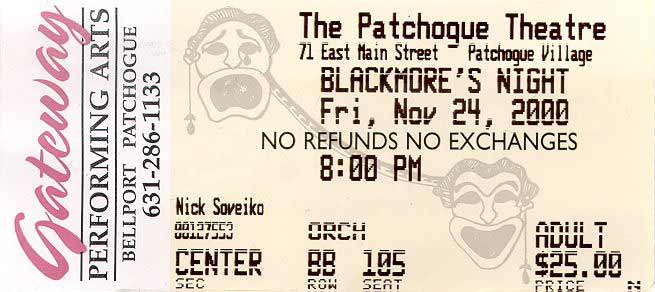 Gateway
PERFORMING ARTS
BELLPORT PATCHOGUE
631-286-1133
The Patchogue Theatre
71 East Main Street - Patchogue Village
BLACKMORE'S NIGHT
Fri, Nov 24, 2000
NO REFUNDS NO EXCHANGES
8:00 PM
Nick Soveiko
00127553 ORCH ADULT
CENTER BB 105 $25.00
SEC ROW SEAT PRICE N